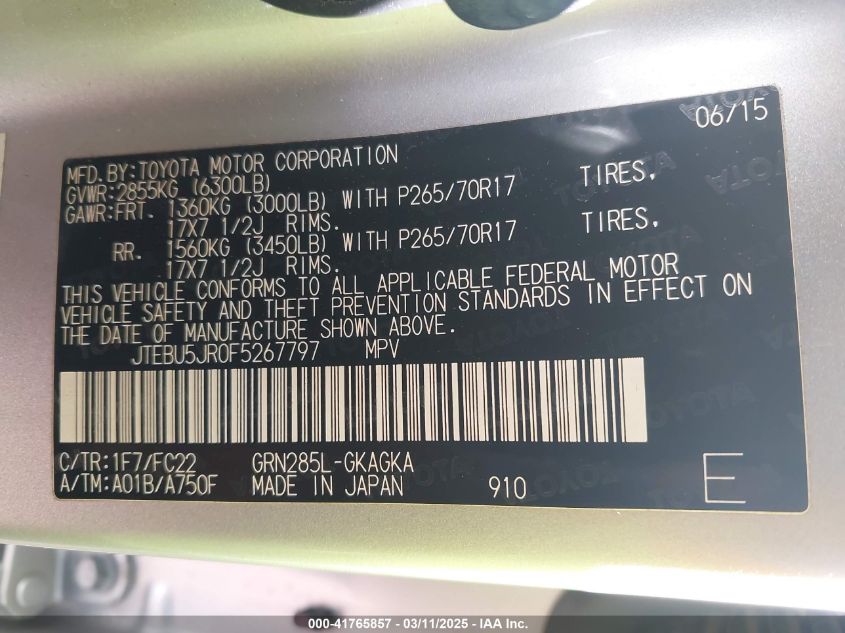 06/15
MFD. BY:TOYOTA MOTOR CORPORATION
GVWR:2855KG (6300LB)
GAWR:FRT. 1360KG (3000LB) WITH P265/70R17 TIRES,
17X7 1/2J RIMS.
RR. 1560KG (3450LB) WITH P265/70R17 TIRES,
17X7 1/2J RIMS.
THIS VEHICLE CONFORMS TO ALL APPLICABLE FEDERAL MOTOR
VEHICLE SAFETY AND THEFT PREVENTION STANDARDS IN EFFECT ON
THE DATE OF MANUFACTURE SHOWN ABOVE.
JTEBU5JR0F5267797 MPV
C/TR:1F7/FC22 GRN285L-GKAGKA
A/TM:A01B/A750F MADE IN JAPAN 910 E
000-41765857 - 03/11/2025 - IAA Inc.